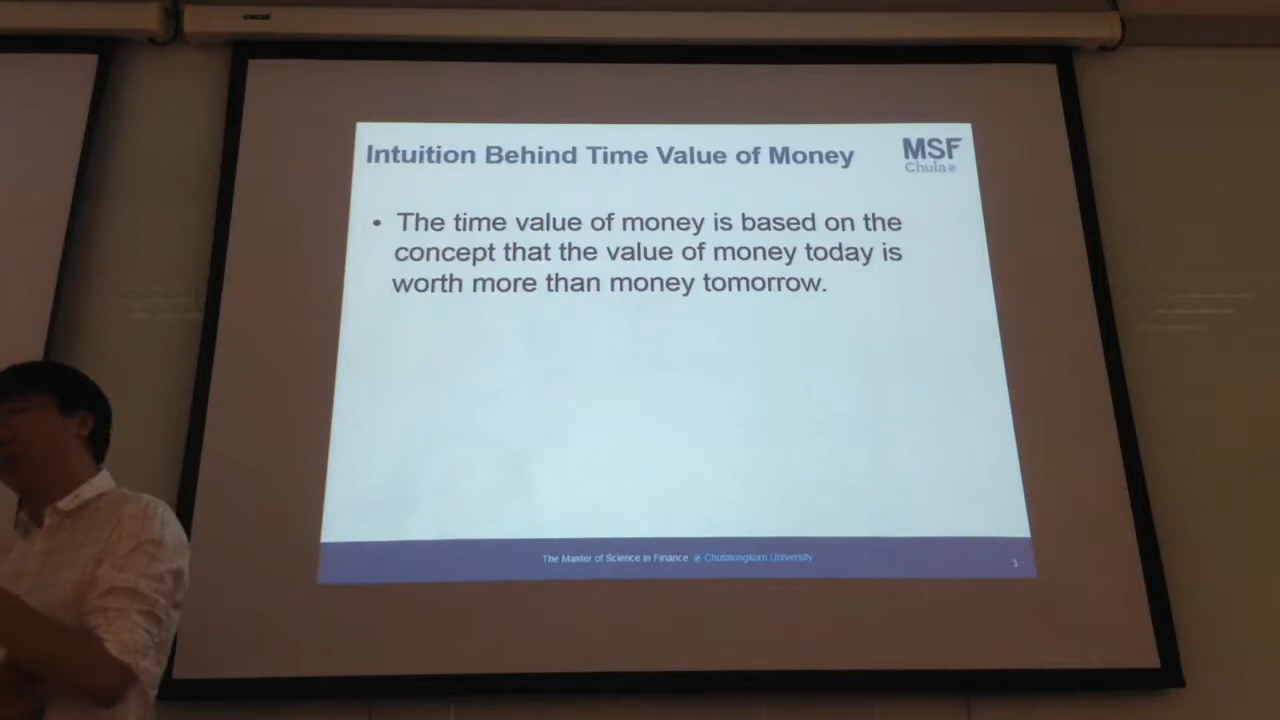 Intuition Behind Time Value of Money
MSF
Chula
• The time value of money is based on the
concept that the value of money today is
worth more than money tomorrow.
The Master of Science in Finance Chulalongkorn University
3